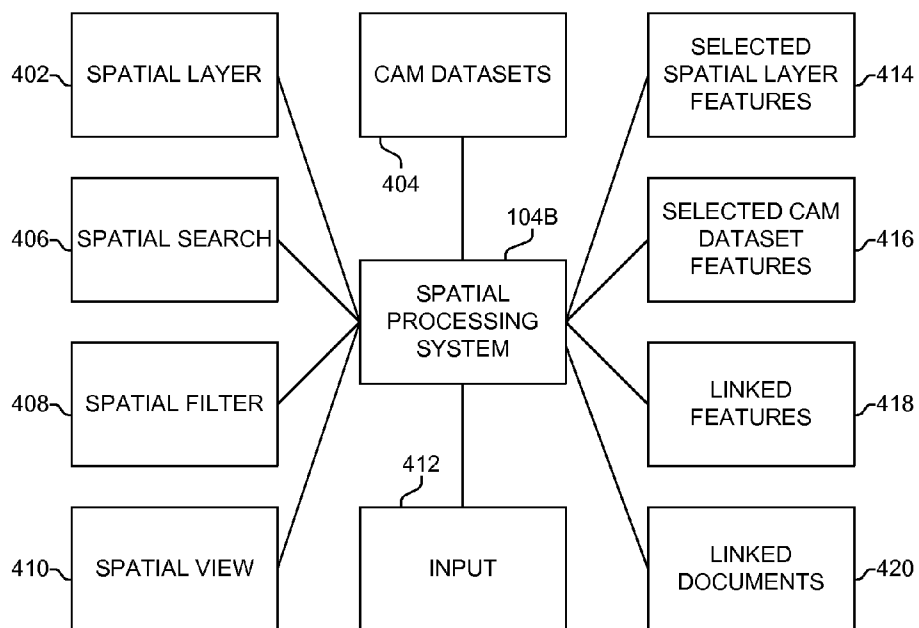 402
SPATIAL LAYER
CAM DATASETS
404
SELECTED
SPATIAL LAYER
FEATURES
414
406
SPATIAL SEARCH
104B
SPATIAL
PROCESSING
SYSTEM
SELECTED CAM
DATASET
FEATURES
416
408
SPATIAL FILTER
LINKED
FEATURES
418
410
SPATIAL VIEW
412
INPUT
LINKED
DOCUMENTS
420